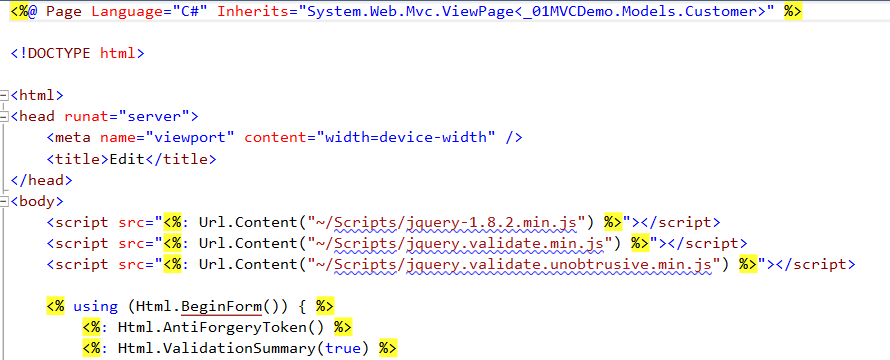 <%@ Page Language="C#" Inherits="System.Web.Mvc.ViewPage<_01MVCDemo.Models.Customer>" %>
<!DOCTYPE html>
<html>
<head runat="server">
    <meta name="viewport" content="width=device-width" />
    <title>Edit</title>
</head>
<body>
    <script src="<%: Url.Content("~/Scripts/jquery-1.8.2.min.js") %>"></script>
    <script src="<%: Url.Content("~/Scripts/jquery.validate.min.js") %>"></script>
    <script src="<%: Url.Content("~/Scripts/jquery.validate.unobtrusive.min.js") %>"></script>
    <% using (Html.BeginForm()) { %>
        <%: Html.AntiForgeryToken() %>
        <%: Html.ValidationSummary(true) %>